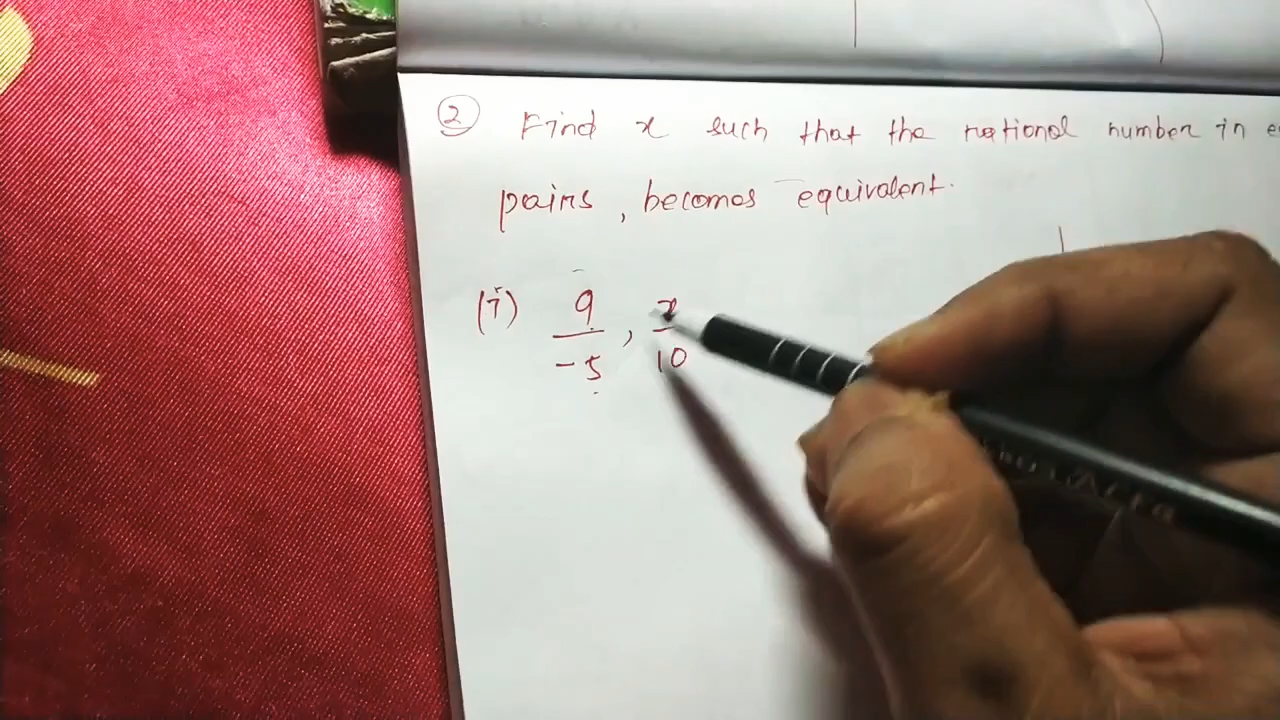 2 Find x such that the rational number in
pairs, becomes equivalent.
(i) 9/-5, x/10